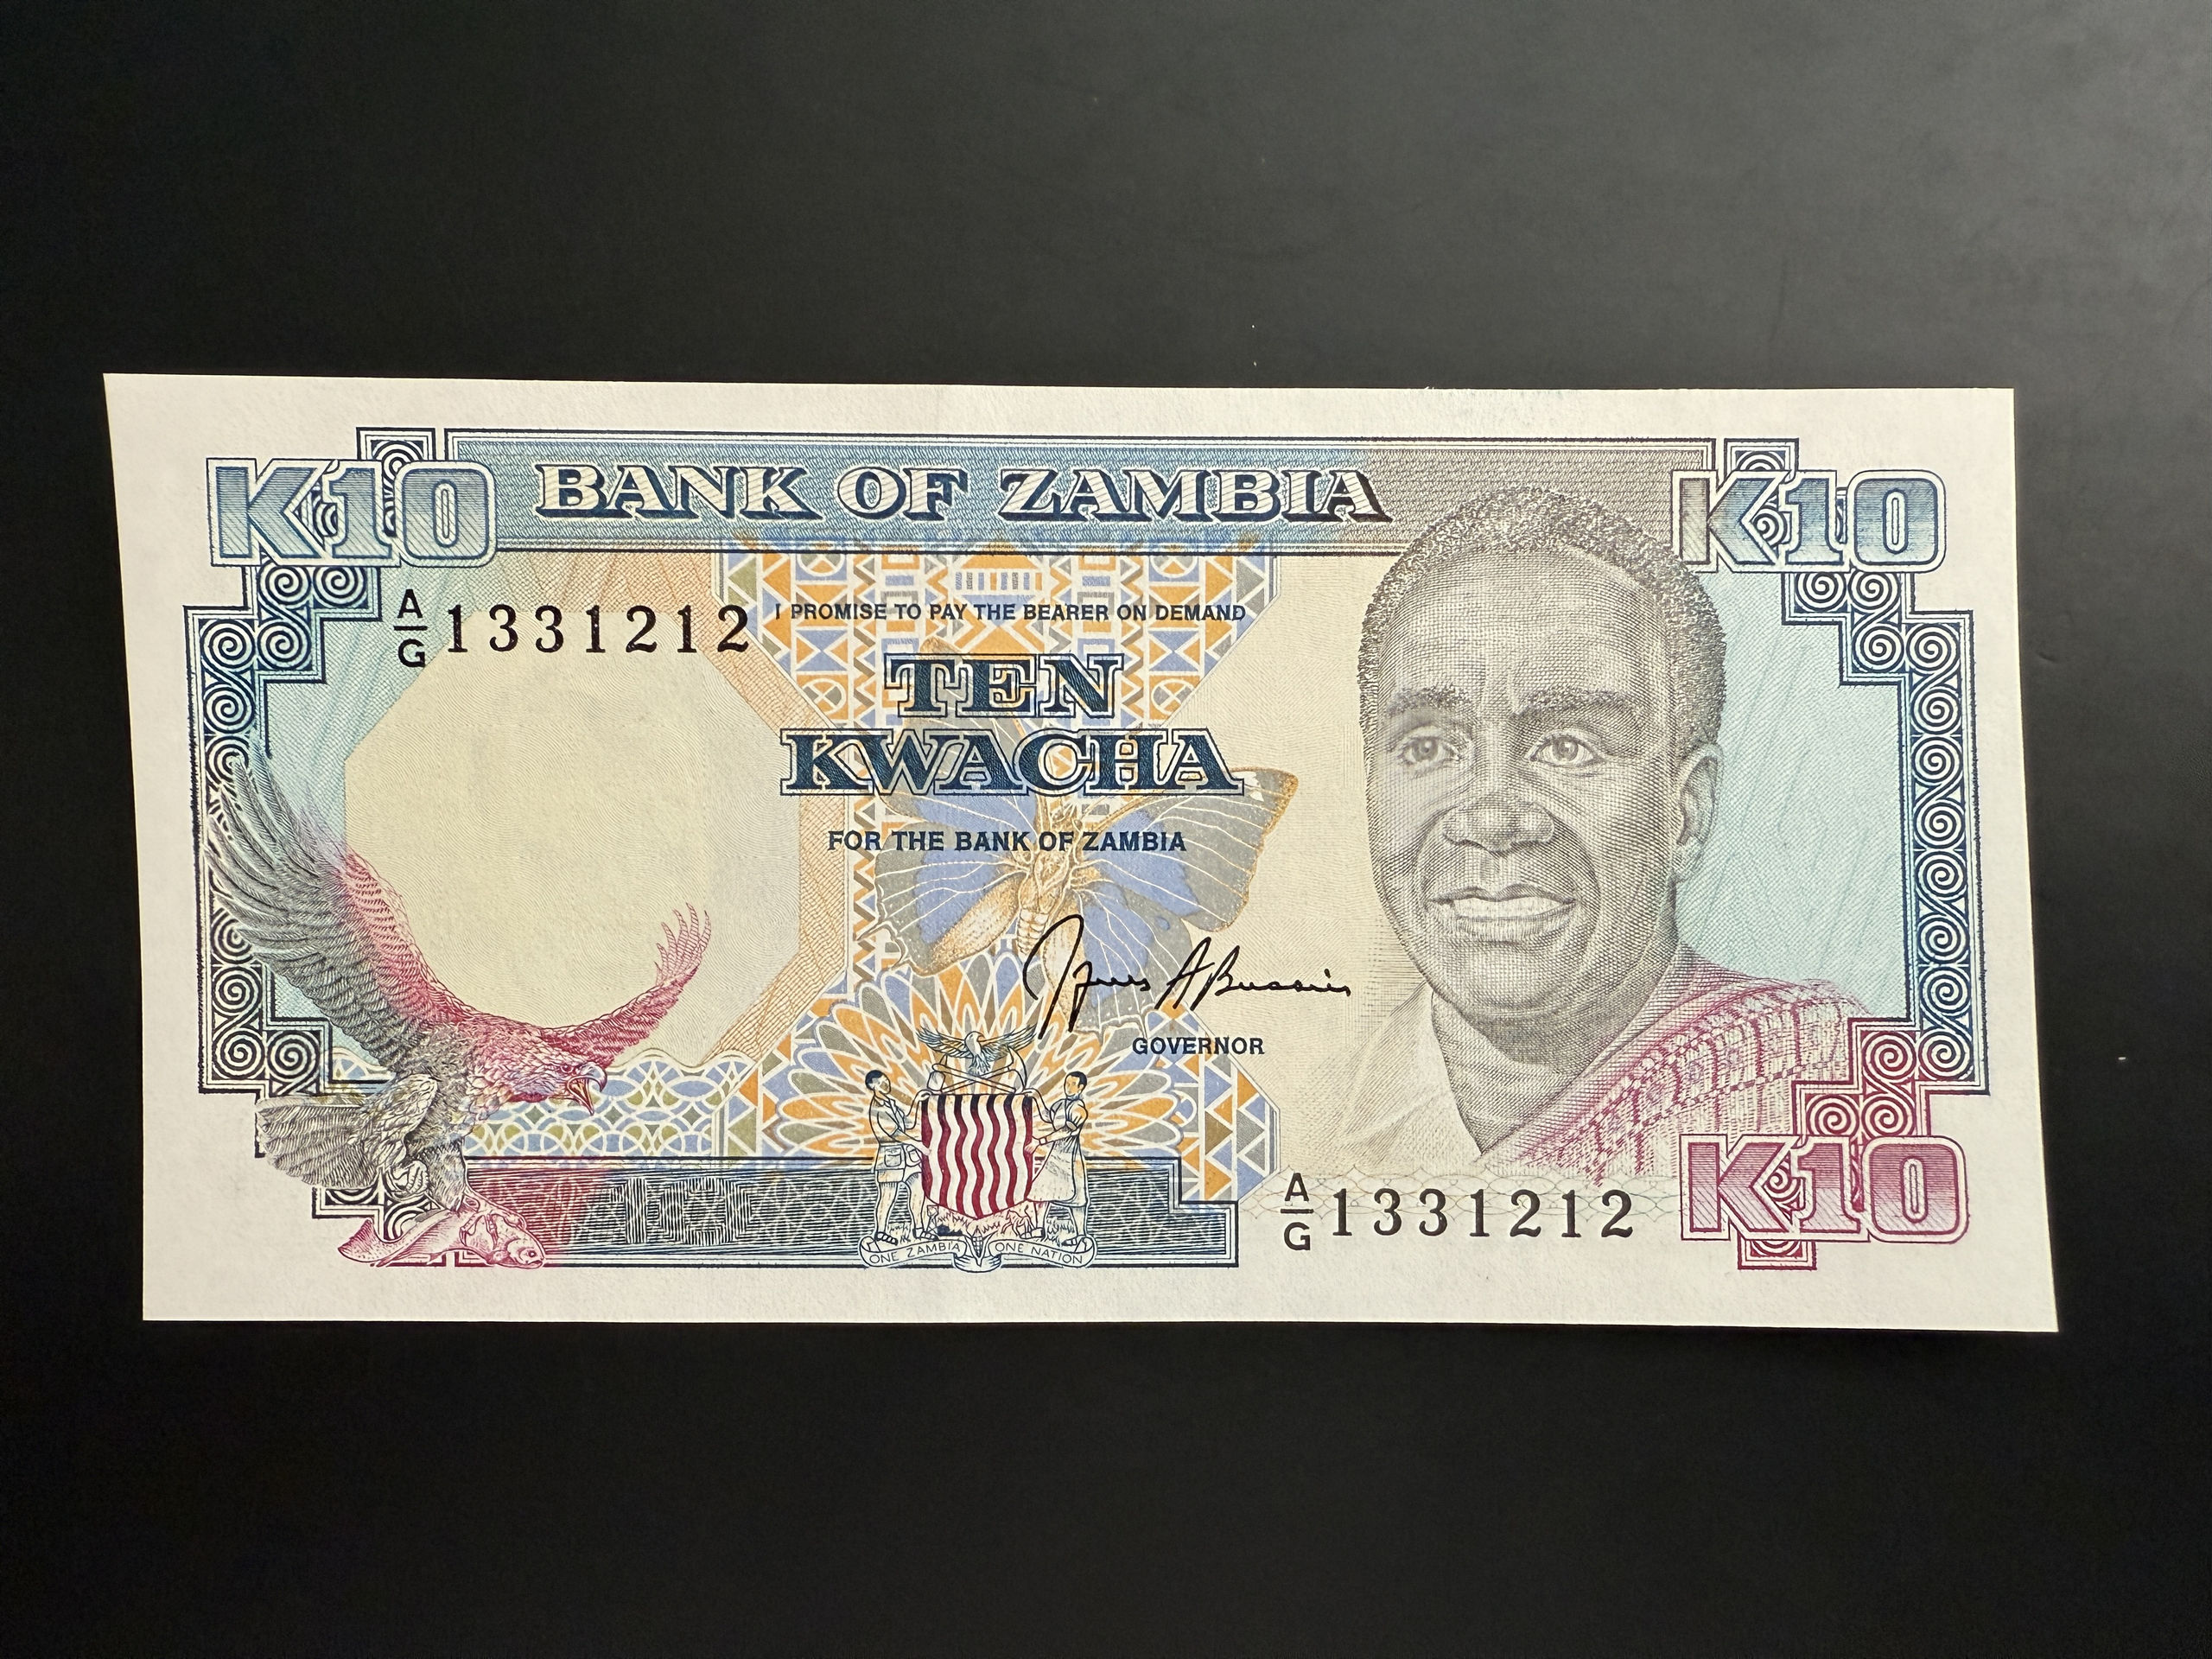 K10 BANK OF ZAMBIA K10
A/G 1331212
I PROMISE TO PAY THE BEARER ON DEMAND
TEN
KWACHA
FOR THE BANK OF ZAMBIA
GOVERNOR
A/G 1331212
K10
ONE ZAMBIA ONE NATION